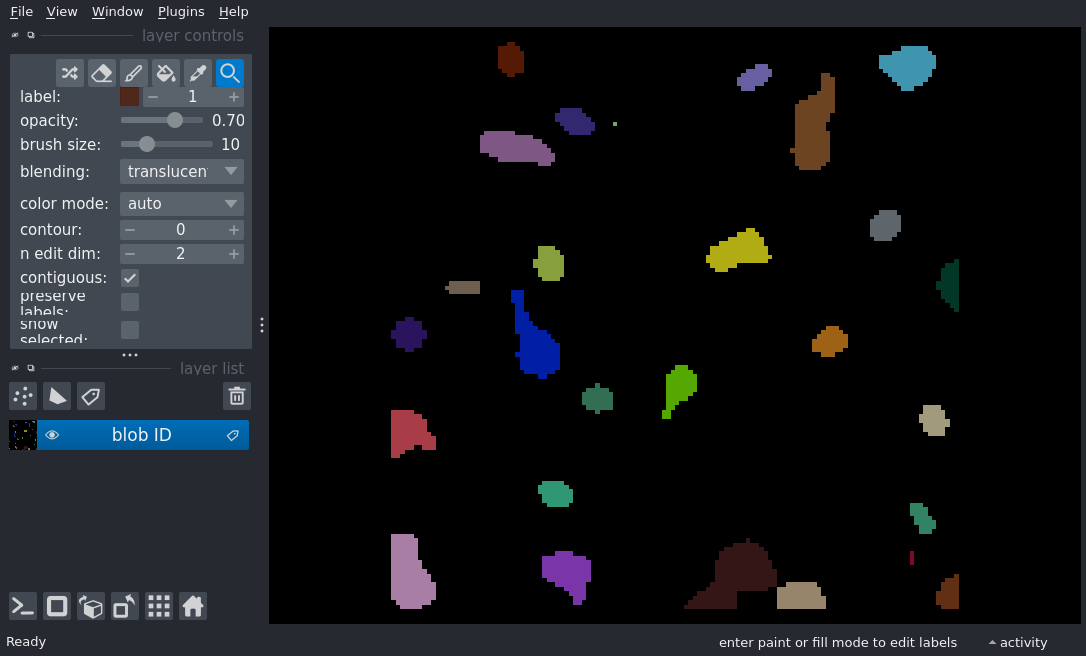 File View Window Plugins Help
layer controls
label: 1
opacity: 0.70
brush size: 10
blending: translucen
color mode: auto
contour: 0
n edit dim: 2
contiguous:
preserve
labels:
show
selected:
layer list
blob ID
Ready
enter paint or fill mode to edit labels
activity